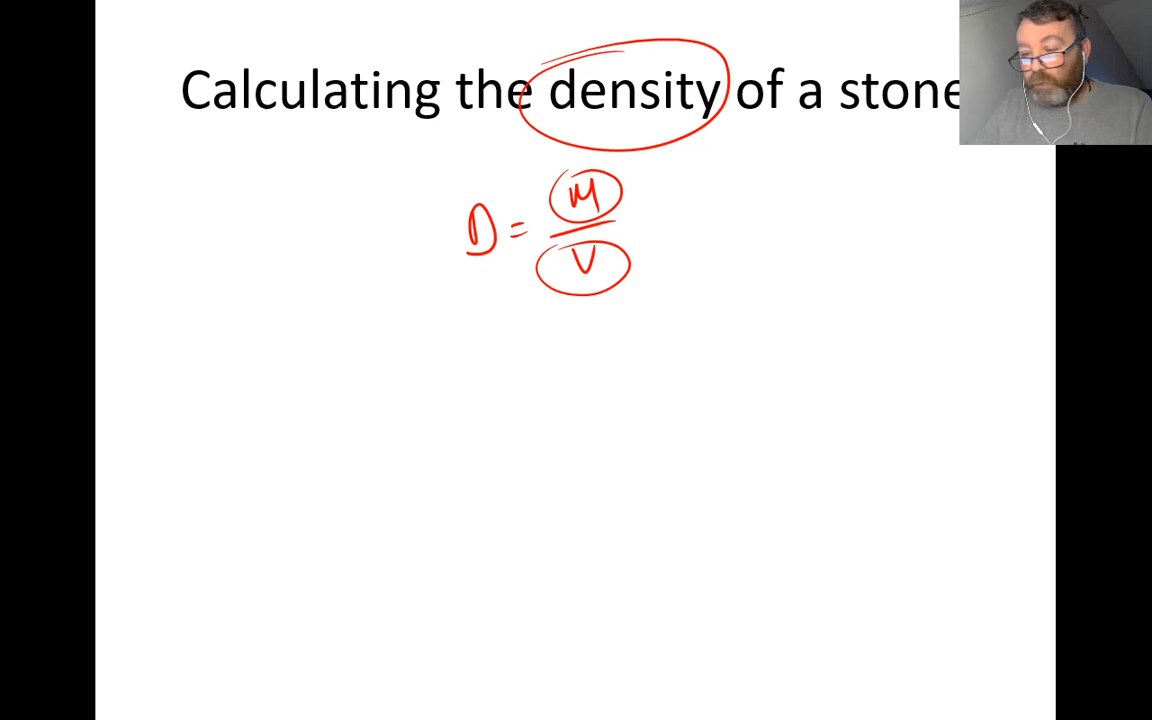 Calculating the density of a stone
D = M
V